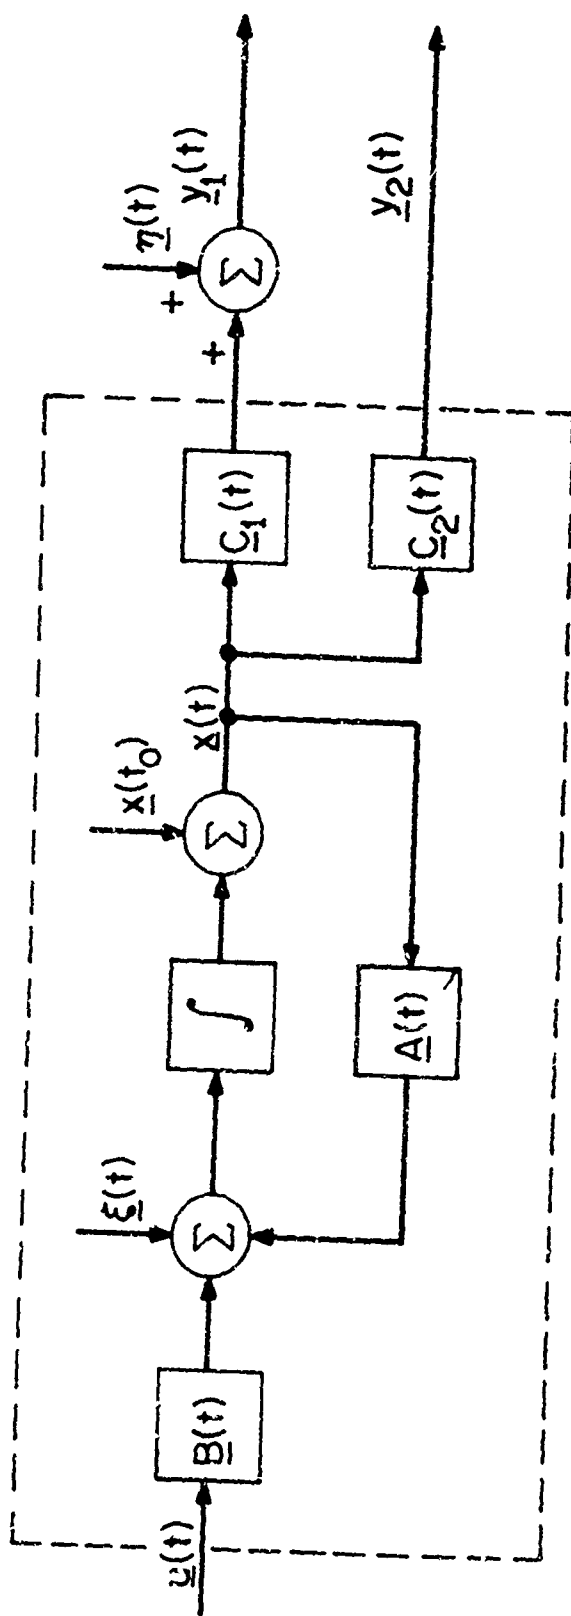 u(t)
B(t)
ξ(t)
Σ
∫
x(t₀)
Σ
x(t)
A(t)
C₁(t)
C₂(t)
+
+
η(t)
Σ
y₁(t)
y₂(t)